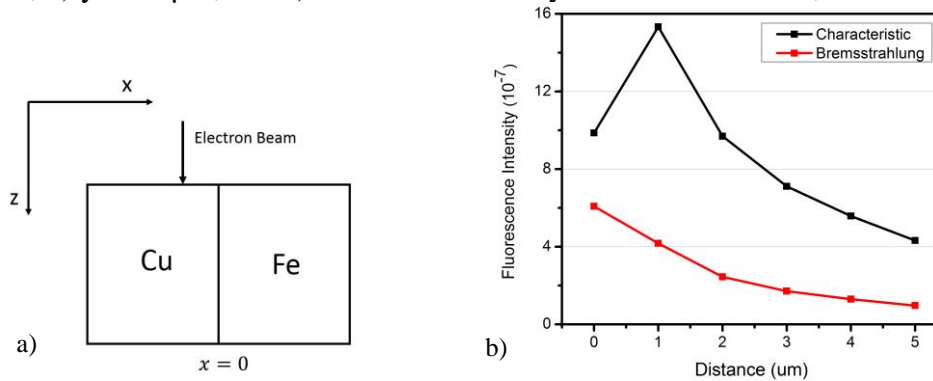 X
Electron Beam
Z
Cu
Fe
a)
x = 0
16
12
8
4
0
Fluorescence Intensity (10⁻⁷)
Characteristic
Bremsstrahlung
0 1 2 3 4 5
Distance (um)
b)